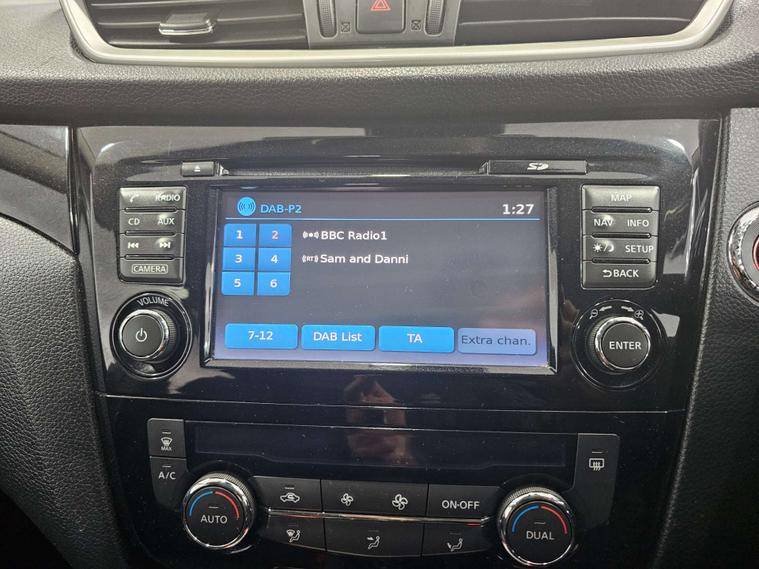 SD
RADIO
CD AUX
CAMERA
VOLUME
DAB-P2 1:27
1 2 BBC Radio1
3 4 RT Sam and Danni
5 6
7-12 DAB List TA Extra chan.
MAP
NAV INFO
SETUP
BACK
ENTER
MAX
A/C
AUTO
ON-OFF
DUAL